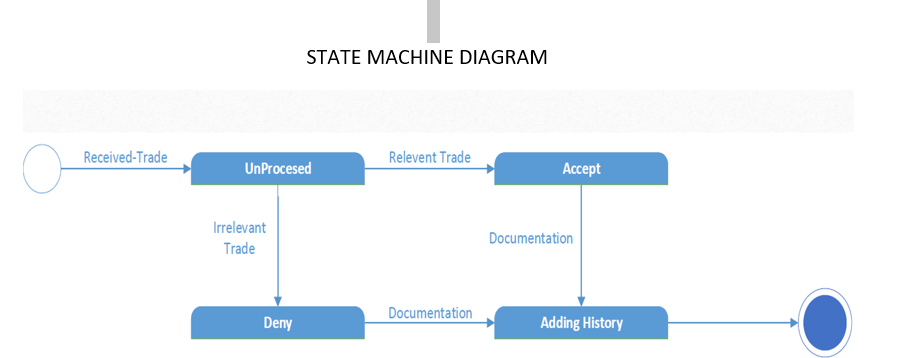 STATE MACHINE DIAGRAM
Received-Trade
UnProcesed
Relevent Trade
Accept
Irrelevant
Trade
Documentation
Deny
Documentation
Adding History